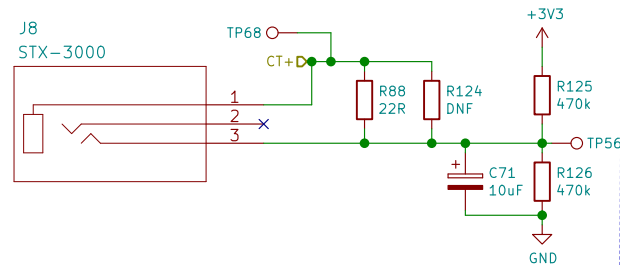 J8
STX-3000
1
2
3
TP68
CT+
R88
22R
R124
DNF
+
C71
10uF
+3V3
R125
470k
TP56
R126
470k
GND